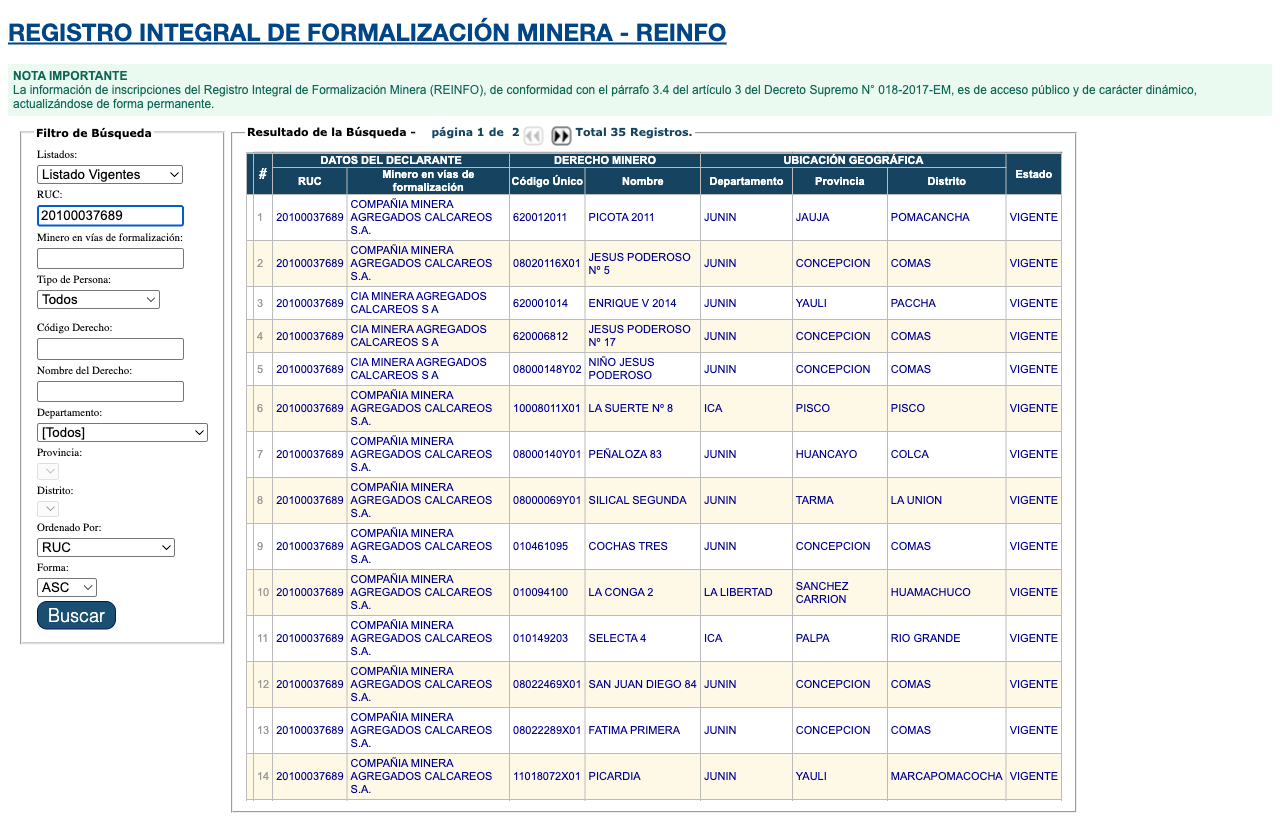 REGISTRO INTEGRAL DE FORMALIZACIÓN MINERA - REINFO
NOTA IMPORTANTE
La información de inscripciones del Registro Integral de Formalización Minera (REINFO), de conformidad con el párrafo 3.4 del artículo 3 del Decreto Supremo N° 018-2017-EM, es de acceso público y de carácter dinámico,
actualizándose de forma permanente.
Filtro de Búsqueda
Listados:
Listado Vigentes
RUC:
20100037689
Minero en vías de formalización:
Tipo de Persona:
Todos
Código Derecho:
Nombre del Derecho:
Departamento:
[Todos]
Provincia:
Distrito:
Ordenado Por:
RUC
Forma:
ASC
Buscar
Resultado de la Búsqueda - página 1 de 2 Total 35 Registros.
# DATOS DEL DECLARANTE DERECHO MINERO UBICACIÓN GEOGRÁFICA Estado
RUC Minero en vías de formalización Código Único Nombre Departamento Provincia Distrito
1 20100037689 COMPAÑIA MINERA AGREGADOS CALCAREOS S.A. 620012011 PICOTA 2011 JUNIN JAUJA POMACANCHA VIGENTE
2 20100037689 COMPAÑIA MINERA AGREGADOS CALCAREOS S.A. 08020116X01 JESUS PODEROSO Nº 5 JUNIN CONCEPCION COMAS VIGENTE
3 20100037689 CIA MINERA AGREGADOS CALCAREOS S A 620001014 ENRIQUE V 2014 JUNIN YAULI PACCHA VIGENTE
4 20100037689 CIA MINERA AGREGADOS CALCAREOS S A 620006812 JESUS PODEROSO Nº 17 JUNIN CONCEPCION COMAS VIGENTE
5 20100037689 CIA MINERA AGREGADOS CALCAREOS S A 08000148Y02 NIÑO JESUS PODEROSO JUNIN CONCEPCION COMAS VIGENTE
6 20100037689 COMPAÑIA MINERA AGREGADOS CALCAREOS S.A. 10008011X01 LA SUERTE Nº 8 ICA PISCO PISCO VIGENTE
7 20100037689 COMPAÑIA MINERA AGREGADOS CALCAREOS S.A. 08000140Y01 PEÑALOZA 83 JUNIN HUANCAYO COLCA VIGENTE
8 20100037689 COMPAÑIA MINERA AGREGADOS CALCAREOS S.A. 08000069Y01 SILICAL SEGUNDA JUNIN TARMA LA UNION VIGENTE
9 20100037689 COMPAÑIA MINERA AGREGADOS CALCAREOS S.A. 010461095 COCHAS TRES JUNIN CONCEPCION COMAS VIGENTE
10 20100037689 COMPAÑIA MINERA AGREGADOS CALCAREOS S.A. 010094100 LA CONGA 2 LA LIBERTAD SANCHEZ CARRION HUAMACHUCO VIGENTE
11 20100037689 COMPAÑIA MINERA AGREGADOS CALCAREOS S.A. 010149203 SELECTA 4 ICA PALPA RIO GRANDE VIGENTE
12 20100037689 COMPAÑIA MINERA AGREGADOS CALCAREOS S.A. 08022469X01 SAN JUAN DIEGO 84 JUNIN CONCEPCION COMAS VIGENTE
13 20100037689 COMPAÑIA MINERA AGREGADOS CALCAREOS S.A. 08022289X01 FATIMA PRIMERA JUNIN CONCEPCION COMAS VIGENTE
14 20100037689 COMPAÑIA MINERA AGREGADOS CALCAREOS S.A. 11018072X01 PICARDIA JUNIN YAULI MARCAPOMACOCHA VIGENTE